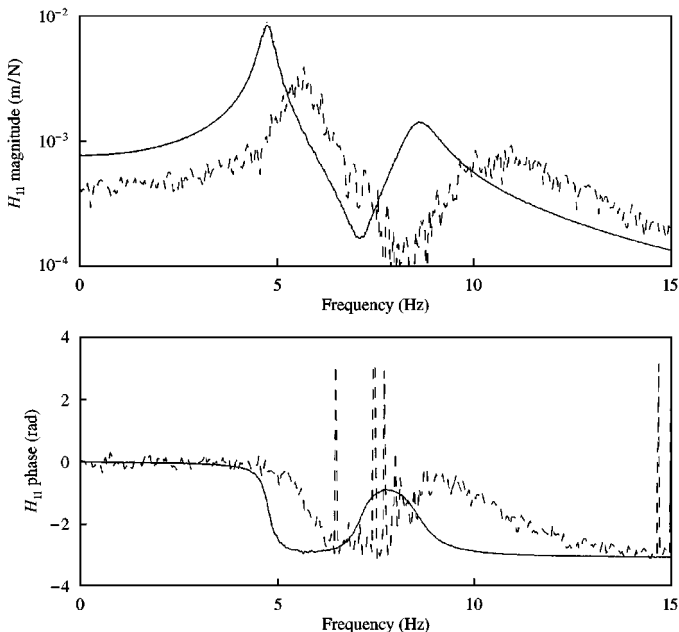 10⁻²
10⁻³
10⁻⁴
H₁₁ magnitude (m/N)
0 5 10 15
Frequency (Hz)
4
2
0
−2
−4
H₁₁ phase (rad)
0 5 10 15
Frequency (Hz)